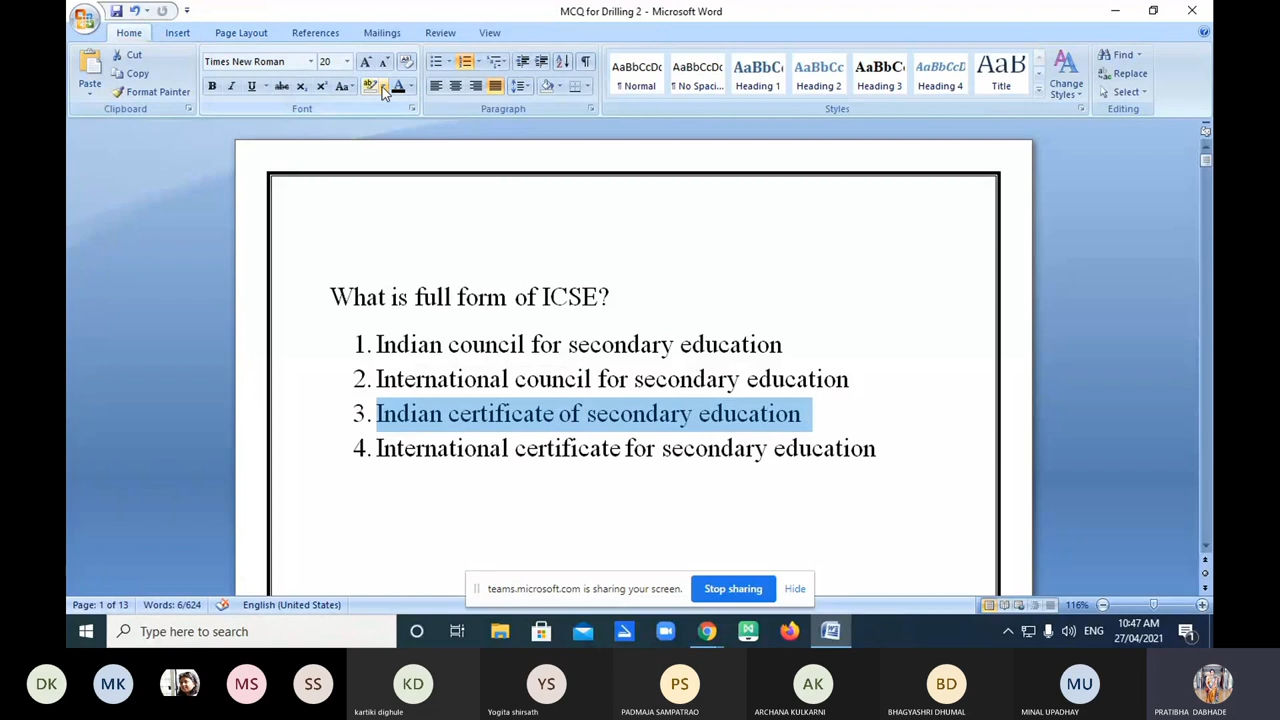 MCQ for Drilling 2 - Microsoft Word
Home Insert Page Layout References Mailings Review View
Paste
Cut
Copy
Format Painter
Clipboard
Times New Roman 20
B I U abc x₂ x² Aa
Font
Paragraph
AaBbCcDc AaBbCcDc AaBbC AaBbCc AaBbC AaBbCcD AaB
¶ Normal ¶ No Spaci... Heading 1 Heading 2 Heading 3 Heading 4 Title
Change Styles
Styles
Find
Replace
Select
Editing
What is full form of ICSE?
1. Indian council for secondary education
2. International council for secondary education
3. Indian certificate of secondary education
4. International certificate for secondary education
teams.microsoft.com is sharing your screen. Stop sharing Hide
Page: 1 of 13 Words: 6/624 English (United States) 116%
Type here to search
ENG
10:47 AM
27/04/2021
1
DK MK MS SS KD YS PS AK BD MU
kartiki dighule Yogita shirsath PADMAJA SAMPATRAO ARCHANA KULKARNI BHAGYASHRI DHUMAL MINAL UPADHAY PRATIBHA DABHADE